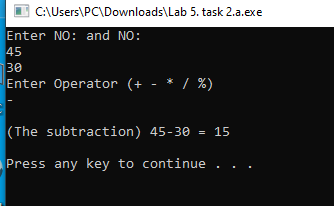 C:\Users\PC\Downloads\Lab 5. task 2.a.exe
Enter NO: and NO:
45
30
Enter Operator (+ - * / %)
-
(The subtraction) 45-30 = 15
Press any key to continue . . .